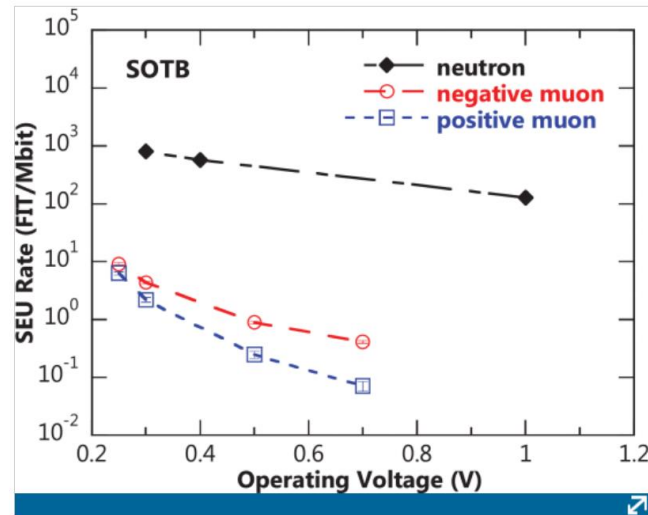 SOTB
neutron
negative muon
positive muon
SEU Rate (FIT/Mbit)
10^5
10^4
10^3
10^2
10^1
10^0
10^-1
10^-2
0.2 0.4 0.6 0.8 1 1.2
Operating Voltage (V)